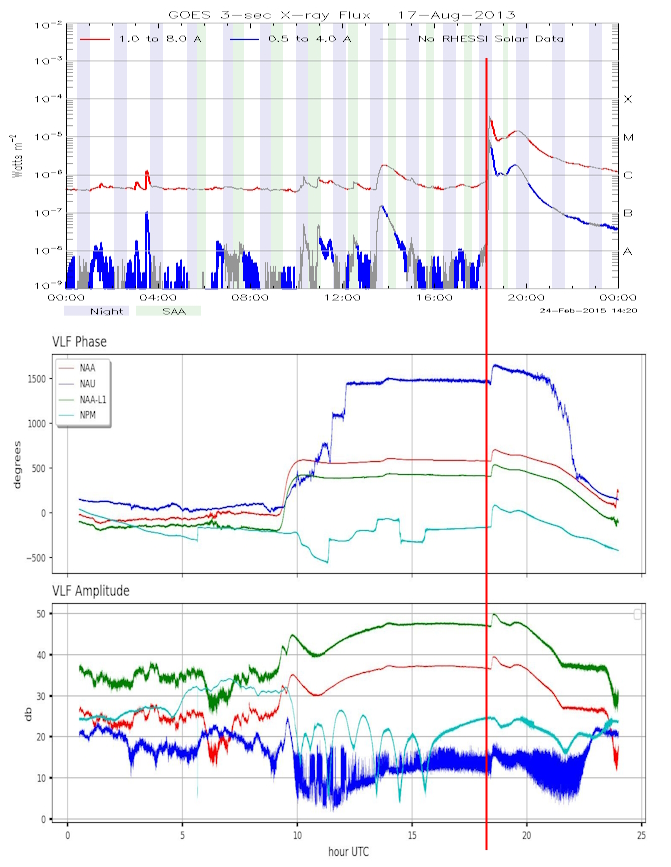 GOES 3-sec X-ray Flux 17-Aug-2013
10⁻²
1.0 to 8.0 A 0.5 to 4.0 A No RHESSI Solar Data
10⁻³
10⁻⁴ X
10⁻⁵ M
Watts m⁻²
10⁻⁶ C
10⁻⁷ B
10⁻⁸ A
10⁻⁹
00:00 04:00 08:00 12:00 16:00 20:00 00:00
Night SAA 24-Feb-2015 14:20
VLF Phase
NAA
NAU
NAA-L1
NPM
1500
1000
500
0
−500
degrees
VLF Amplitude
50
40
30
20
10
0
db
0 5 10 15 20 25
hour UTC